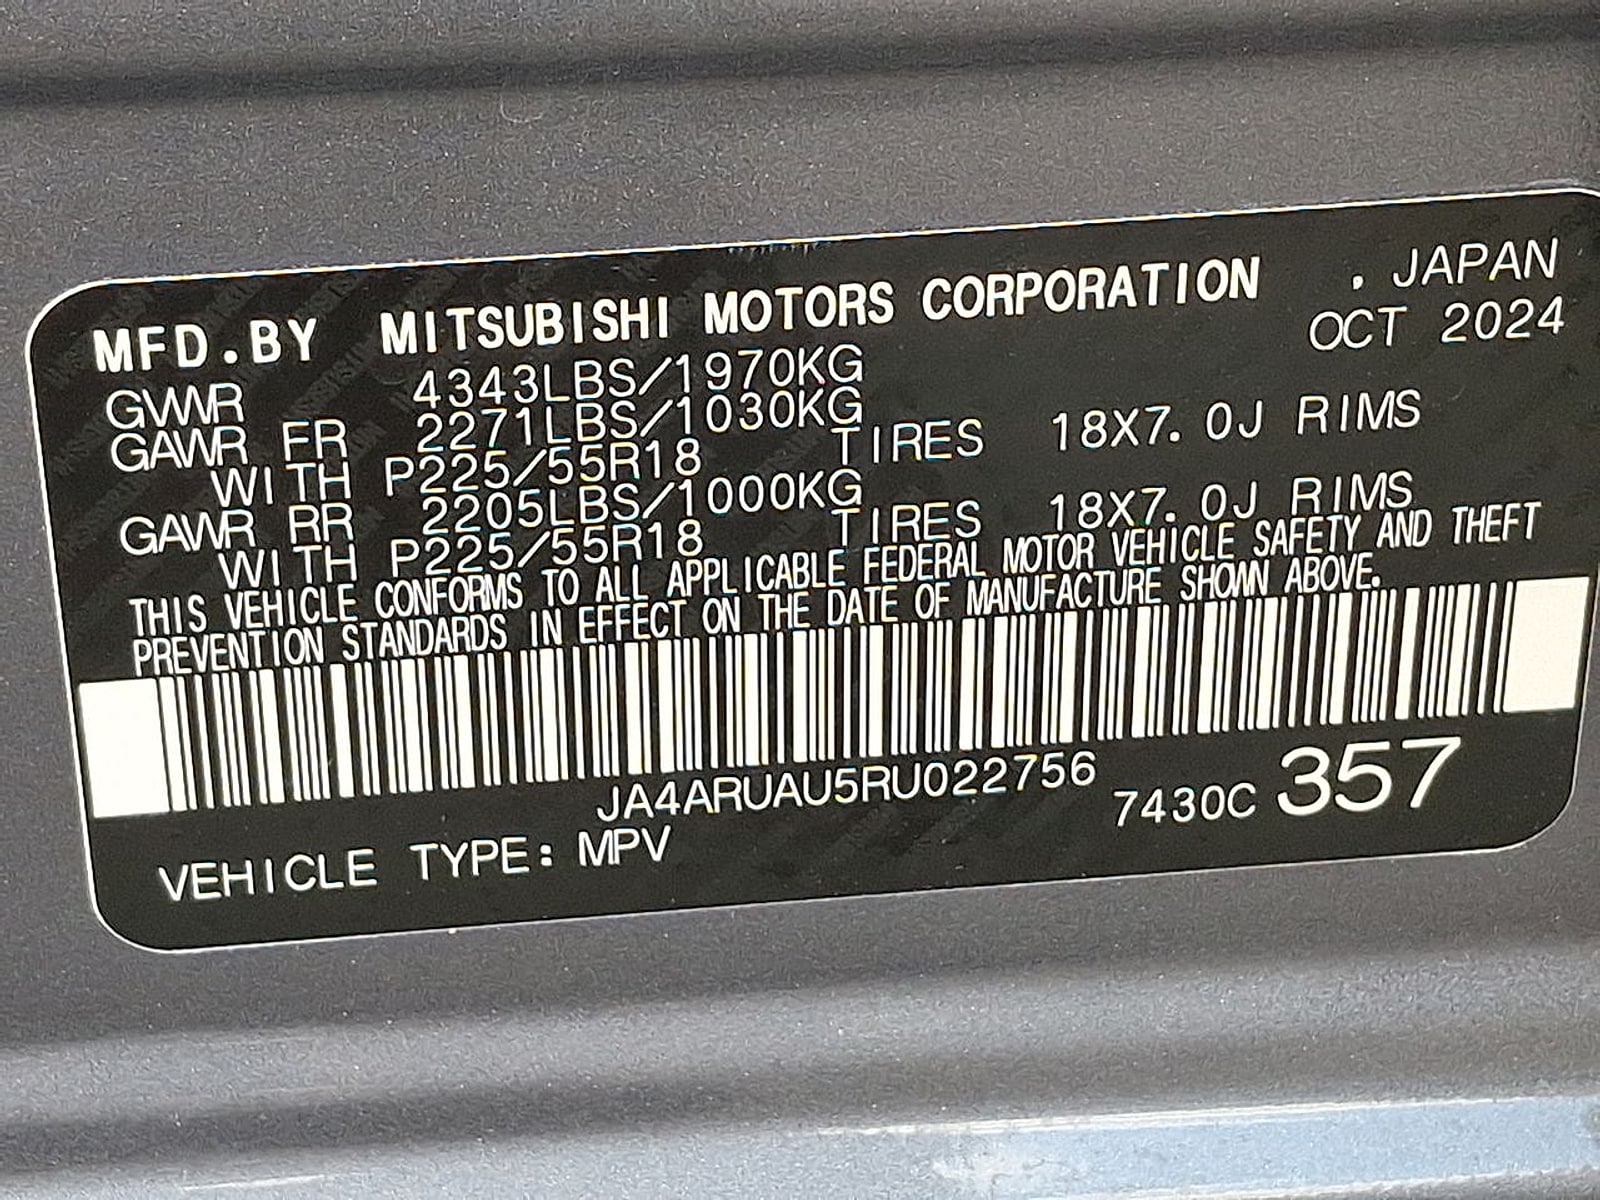 MFD.BY MITSUBISHI MOTORS CORPORATION . JAPAN
OCT 2024
GVWR 4343LBS/1970KG
GAWR FR 2271LBS/1030KG
WITH P225/55R18 TIRES 18X7.0J RIMS
GAWR RR 2205LBS/1000KG
WITH P225/55R18 TIRES 18X7.0J RIMS
THIS VEHICLE CONFORMS TO ALL APPLICABLE FEDERAL MOTOR VEHICLE SAFETY AND THEFT
PREVENTION STANDARDS IN EFFECT ON THE DATE OF MANUFACTURE SHOWN ABOVE.
JA4ARUAU5RU022756 7430C 357
VEHICLE TYPE: MPV